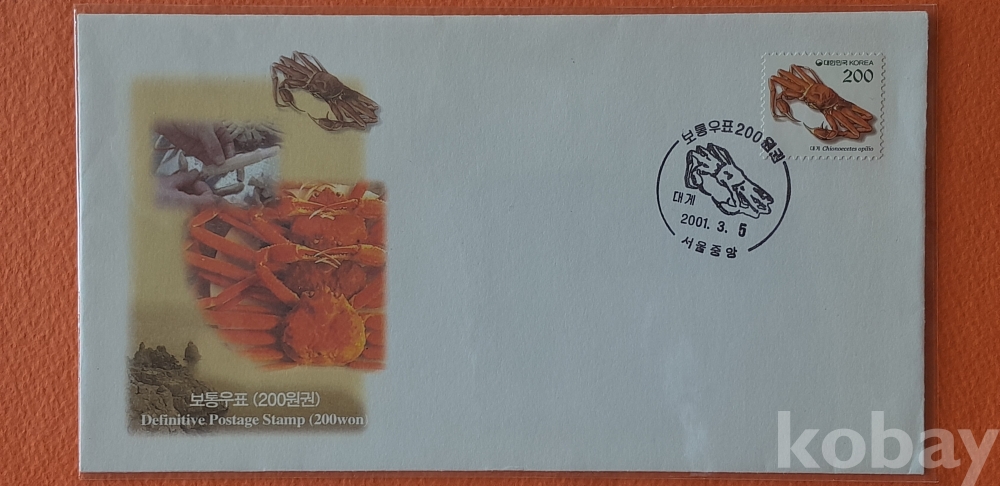 대한민국 KOREA
200
대게 Chionoecetes opilio
보통우표200원권
대게
2001. 3. 5
서울중앙
보통우표 (200원권)
Definitive Postage Stamp (200won)
kobay